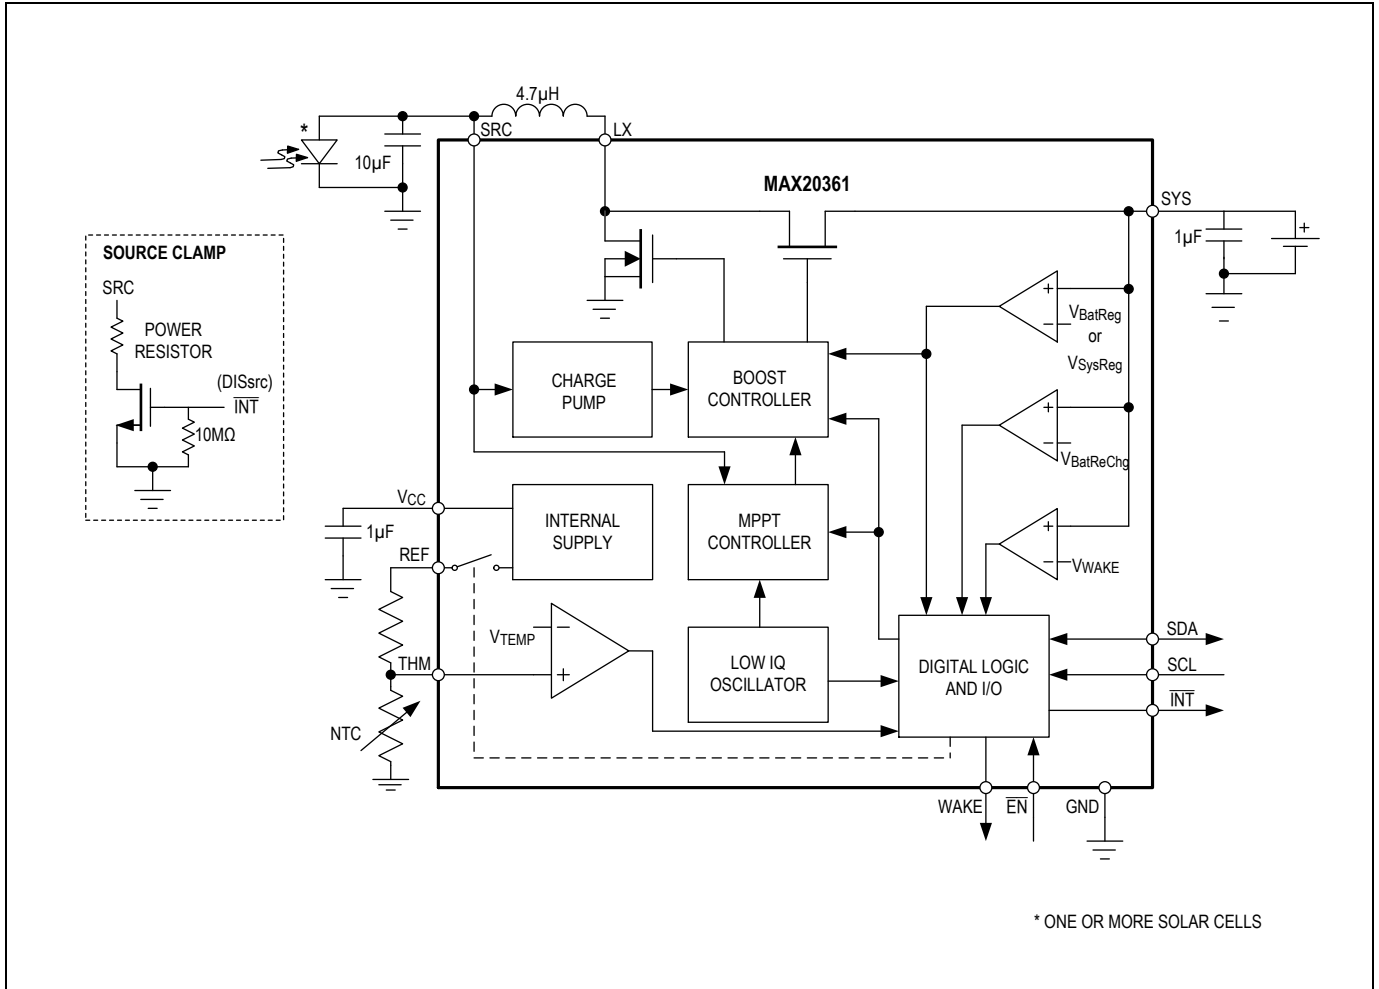 4.7µH
SRC
LX
*
10µF
MAX20361
SYS
1µF
+
SOURCE CLAMP
SRC
POWER
RESISTOR
(DISsrc)
INT
10MΩ
CHARGE
PUMP
BOOST
CONTROLLER
+
−
VBatReg
or
VSysReg
+
−
VBatReChg
+
−
VWAKE
VCC
1µF
INTERNAL
SUPPLY
MPPT
CONTROLLER
REF
VTEMP
−
+
THM
NTC
LOW IQ
OSCILLATOR
DIGITAL LOGIC
AND I/O
SDA
SCL
INT
WAKE
EN
GND
* ONE OR MORE SOLAR CELLS